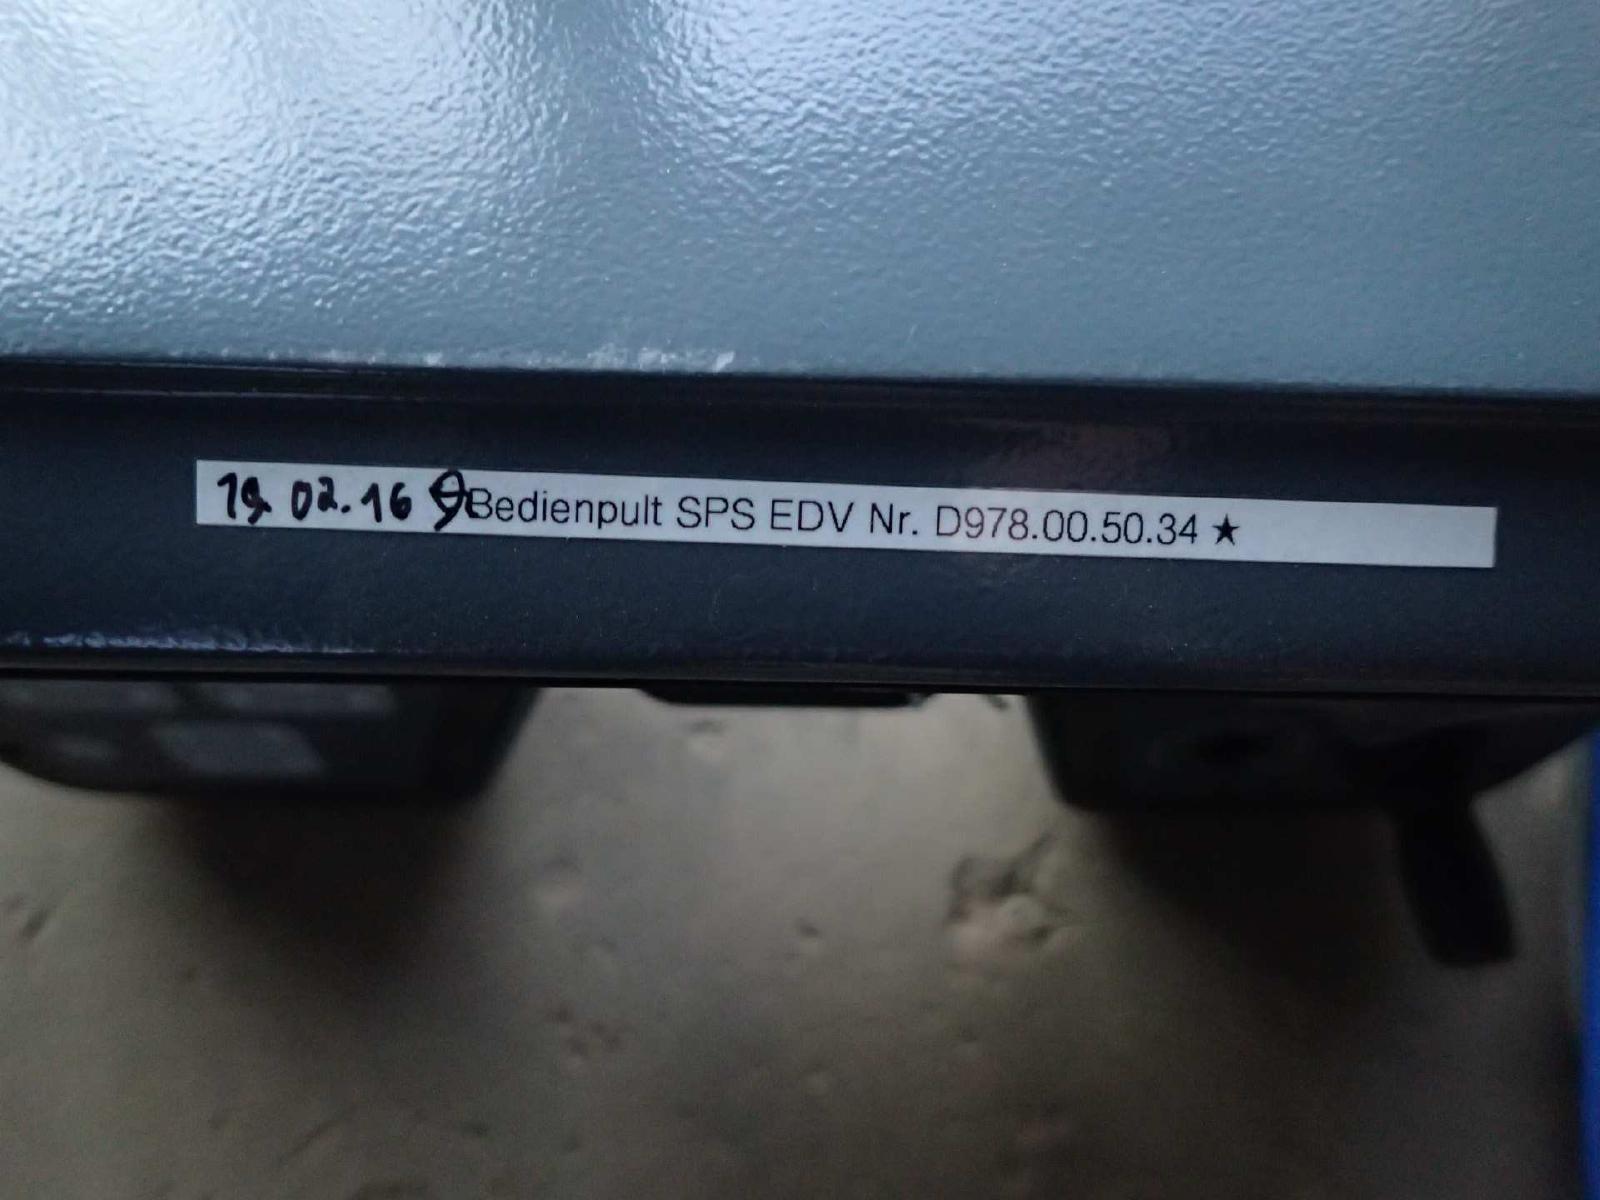 19. 02.16 Bedienpult SPS EDV Nr. D978.00.50.34 ★